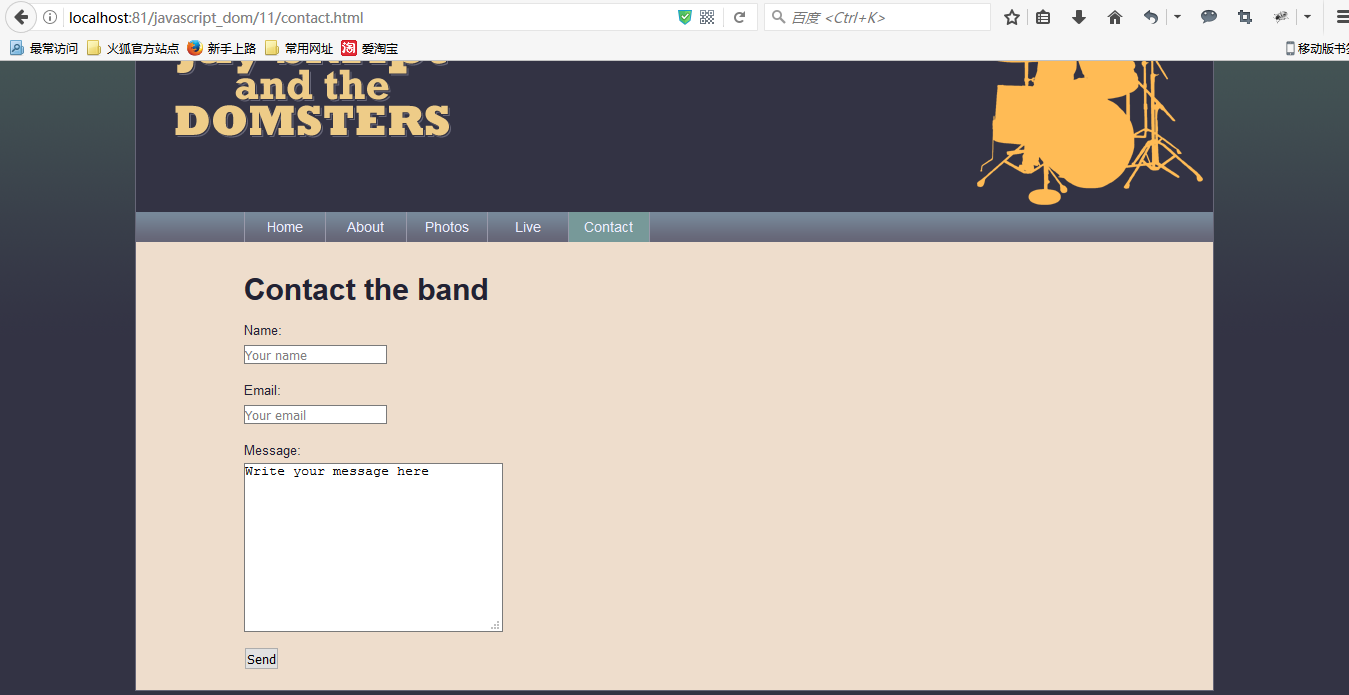 localhost:81/javascript_dom/11/contact.html
百度 <Ctrl+K>
最常访问 火狐官方站点 新手上路 常用网址 淘 爱淘宝 移动版书签
and the
DOMSTERS
Home About Photos Live Contact
Contact the band
Name:
Your name
Email:
Your email
Message:
Write your message here
Send